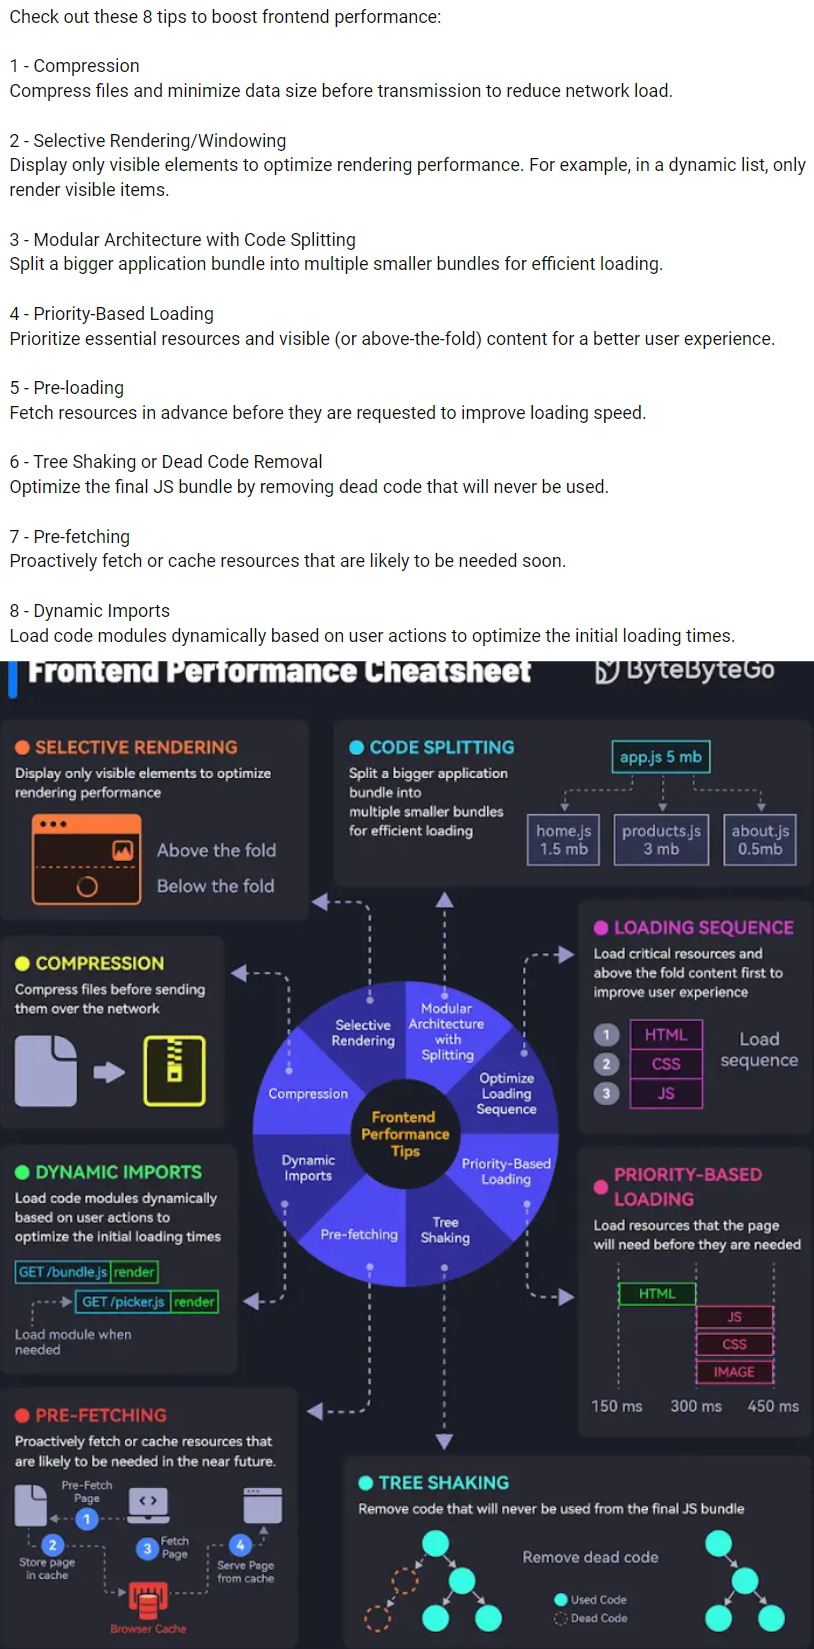 Check out these 8 tips to boost frontend performance:
1 - Compression
Compress files and minimize data size before transmission to reduce network load.
2 - Selective Rendering/Windowing
Display only visible elements to optimize rendering performance. For example, in a dynamic list, only
render visible items.
3 - Modular Architecture with Code Splitting
Split a bigger application bundle into multiple smaller bundles for efficient loading.
4 - Priority-Based Loading
Prioritize essential resources and visible (or above-the-fold) content for a better user experience.
5 - Pre-loading
Fetch resources in advance before they are requested to improve loading speed.
6 - Tree Shaking or Dead Code Removal
Optimize the final JS bundle by removing dead code that will never be used.
7 - Pre-fetching
Proactively fetch or cache resources that are likely to be needed soon.
8 - Dynamic Imports
Load code modules dynamically based on user actions to optimize the initial loading times.
Frontend Performance Cheatsheet
ByteByteGo
SELECTIVE RENDERING
Display only visible elements to optimize
rendering performance
Above the fold
Below the fold
CODE SPLITTING
Split a bigger application
bundle into
multiple smaller bundles
for efficient loading
app.js 5 mb
home.js
1.5 mb
products.js
3 mb
about.js
0.5mb
COMPRESSION
Compress files before sending
them over the network
LOADING SEQUENCE
Load critical resources and
above the fold content first to
improve user experience
1
HTML
2
CSS
3
JS
Load
sequence
Selective
Rendering
Modular
Architecture
with
Splitting
Optimize
Loading
Sequence
Compression
Frontend
Performance
Tips
Dynamic
Imports
Priority-Based
Loading
Pre-fetching
Tree
Shaking
DYNAMIC IMPORTS
Load code modules dynamically
based on user actions to
optimize the initial loading times
GET /bundle.js render
GET /picker.js render
Load module when
needed
PRIORITY-BASED
LOADING
Load resources that the page
will need before they are needed
HTML
JS
CSS
IMAGE
150 ms 300 ms 450 ms
PRE-FETCHING
Proactively fetch or cache resources that
are likely to be needed in the near future.
Pre-Fetch
Page
1
2
Store page
in cache
3
Fetch
Page
4
Serve Page
from cache
Browser Cache
TREE SHAKING
Remove code that will never be used from the final JS bundle
Remove dead code
Used Code
Dead Code